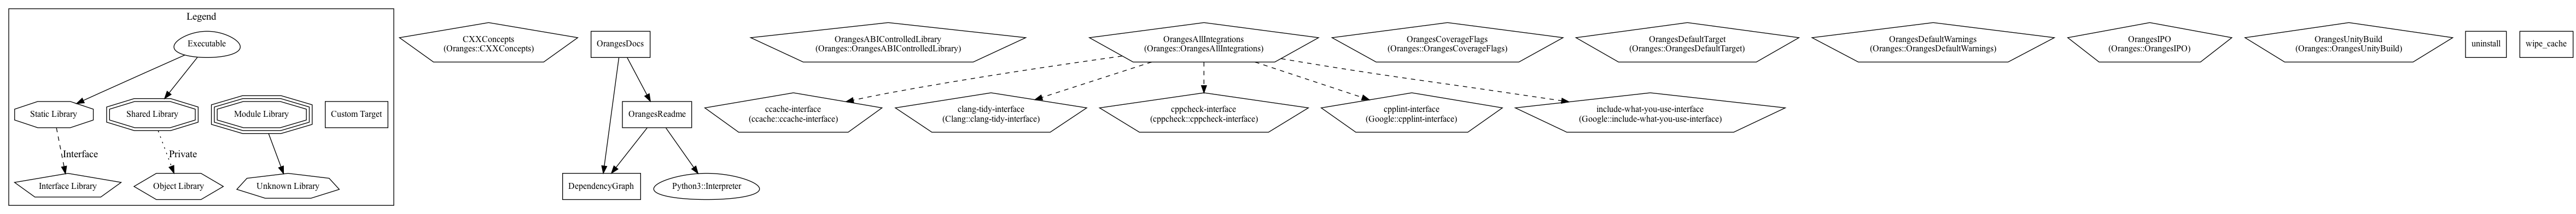 Legend
Executable
Static Library
Shared Library
Module Library
Custom Target
Interface
Private
Interface Library
Object Library
Unknown Library
CXXConcepts
(Oranges::CXXConcepts)
OrangesDocs
OrangesReadme
DependencyGraph
Python3::Interpreter
OrangesABIControlledLibrary
(Oranges::OrangesABIControlledLibrary)
OrangesAllIntegrations
(Oranges::OrangesAllIntegrations)
ccache-interface
(ccache::ccache-interface)
clang-tidy-interface
(Clang::clang-tidy-interface)
cppcheck-interface
(cppcheck::cppcheck-interface)
cpplint-interface
(Google::cpplint-interface)
include-what-you-use-interface
(Google::include-what-you-use-interface)
OrangesCoverageFlags
(Oranges::OrangesCoverageFlags)
OrangesDefaultTarget
(Oranges::OrangesDefaultTarget)
OrangesDefaultWarnings
(Oranges::OrangesDefaultWarnings)
OrangesIPO
(Oranges::OrangesIPO)
OrangesUnityBuild
(Oranges::OrangesUnityBuild)
uninstall
wipe_cache